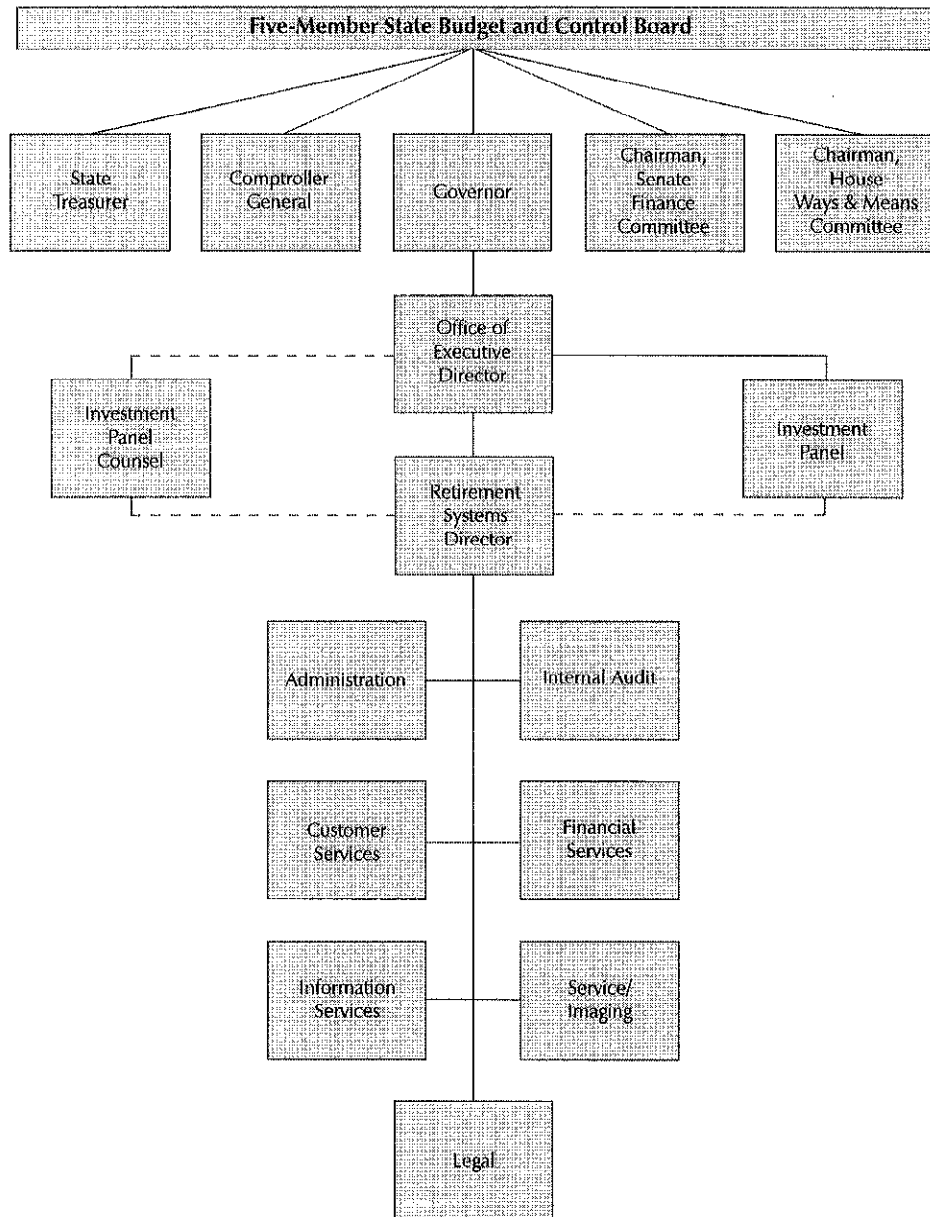 Five-Member State Budget and Control Board
State
Treasurer
Comptroller
General
Governor
Chairman,
Senate
Finance
Committee
Chairman,
House
Ways & Means
Committee
Office of
Executive
Director
Investment
Panel
Counsel
Investment
Panel
Retirement
Systems
Director
Administration
Internal Audit
Customer
Services
Financial
Services
Information
Services
Service/
Imaging
Legal